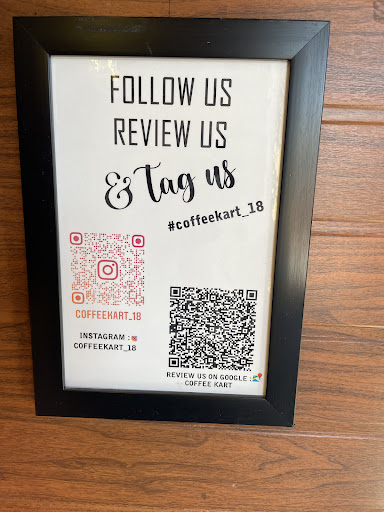 FOLLOW US
REVIEW US
& Tag us
#coffeekart_18
COFFEEKART_18
INSTAGRAM :
COFFEEKART_18
REVIEW US ON GOOGLE :
COFFEE KART